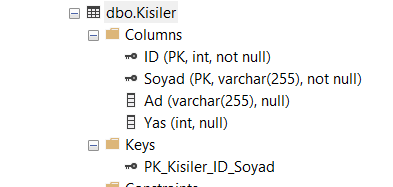 dbo.Kisiler
Columns
ID (PK, int, not null)
Soyad (PK, varchar(255), not null)
Ad (varchar(255), null)
Yas (int, null)
Keys
PK_Kisiler_ID_Soyad
Constraints